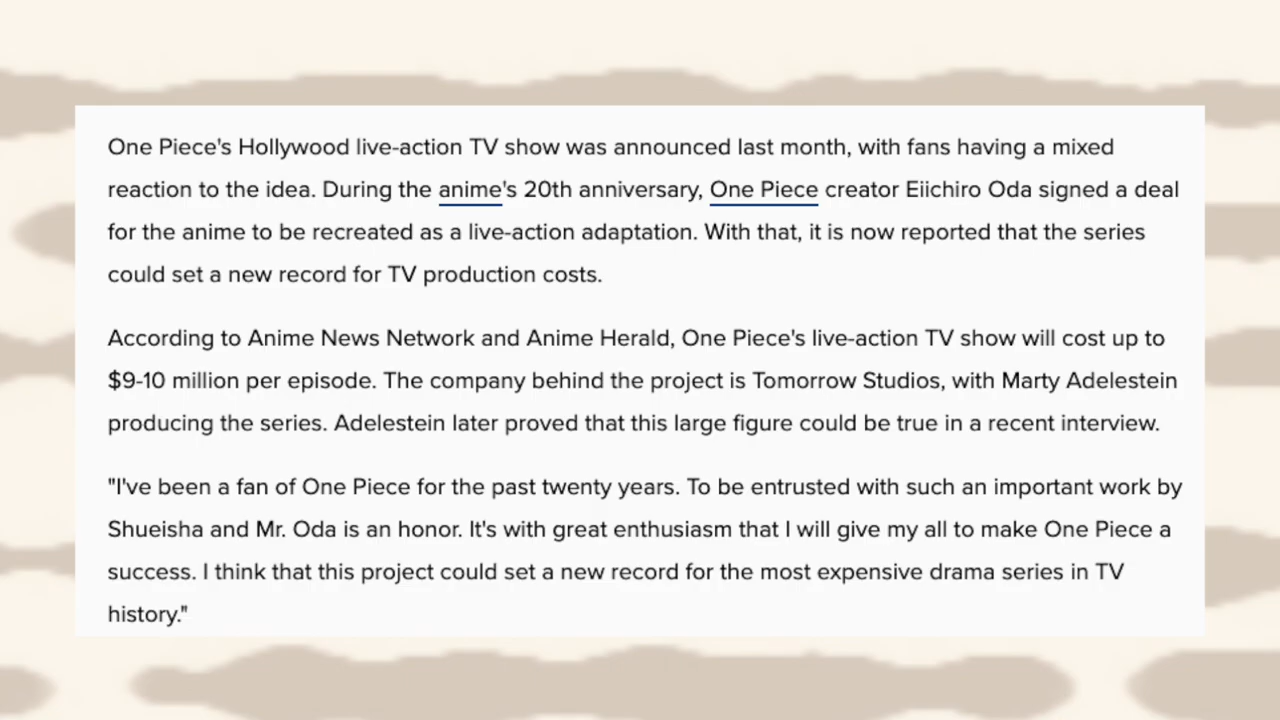 One Piece's Hollywood live-action TV show was announced last month, with fans having a mixed
reaction to the idea. During the anime's 20th anniversary, One Piece creator Eiichiro Oda signed a deal
for the anime to be recreated as a live-action adaptation. With that, it is now reported that the series
could set a new record for TV production costs.
According to Anime News Network and Anime Herald, One Piece's live-action TV show will cost up to
$9-10 million per episode. The company behind the project is Tomorrow Studios, with Marty Adelestein
producing the series. Adelestein later proved that this large figure could be true in a recent interview.
"I've been a fan of One Piece for the past twenty years. To be entrusted with such an important work by
Shueisha and Mr. Oda is an honor. It's with great enthusiasm that I will give my all to make One Piece a
success. I think that this project could set a new record for the most expensive drama series in TV
history."